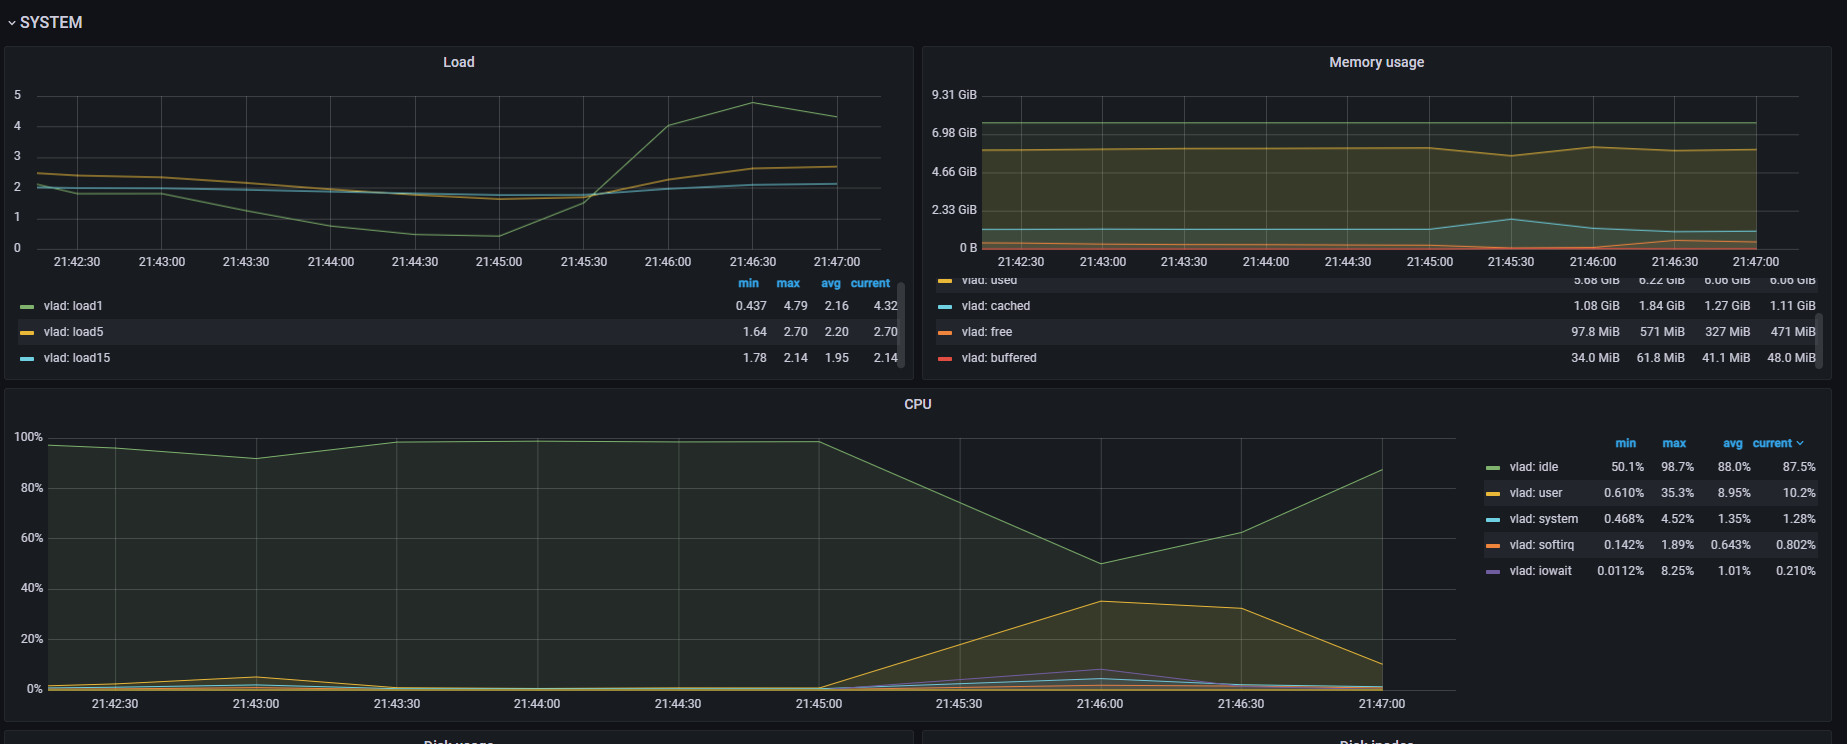 SYSTEM
Load
5
4
3
2
1
0
21:42:30 21:43:00 21:43:30 21:44:00 21:44:30 21:45:00 21:45:30 21:46:00 21:46:30 21:47:00
min max avg current
vlad: load1 0.437 4.79 2.16 4.32
vlad: load5 1.64 2.70 2.20 2.70
vlad: load15 1.78 2.14 1.95 2.14
Memory usage
9.31 GiB
6.98 GiB
4.66 GiB
2.33 GiB
0 B
21:42:30 21:43:00 21:43:30 21:44:00 21:44:30 21:45:00 21:45:30 21:46:00 21:46:30 21:47:00
vlad: used 5.68 GiB 6.22 GiB 6.06 GiB 6.06 GiB
vlad: cached 1.08 GiB 1.84 GiB 1.27 GiB 1.11 GiB
vlad: free 97.8 MiB 571 MiB 327 MiB 471 MiB
vlad: buffered 34.0 MiB 61.8 MiB 41.1 MiB 48.0 MiB
CPU
100%
80%
60%
40%
20%
0%
21:42:30 21:43:00 21:43:30 21:44:00 21:44:30 21:45:00 21:45:30 21:46:00 21:46:30 21:47:00
min max avg current
vlad: idle 50.1% 98.7% 88.0% 87.5%
vlad: user 0.610% 35.3% 8.95% 10.2%
vlad: system 0.468% 4.52% 1.35% 1.28%
vlad: softirq 0.142% 1.89% 0.643% 0.802%
vlad: iowait 0.0112% 8.25% 1.01% 0.210%
Disk usage
Disk inodes